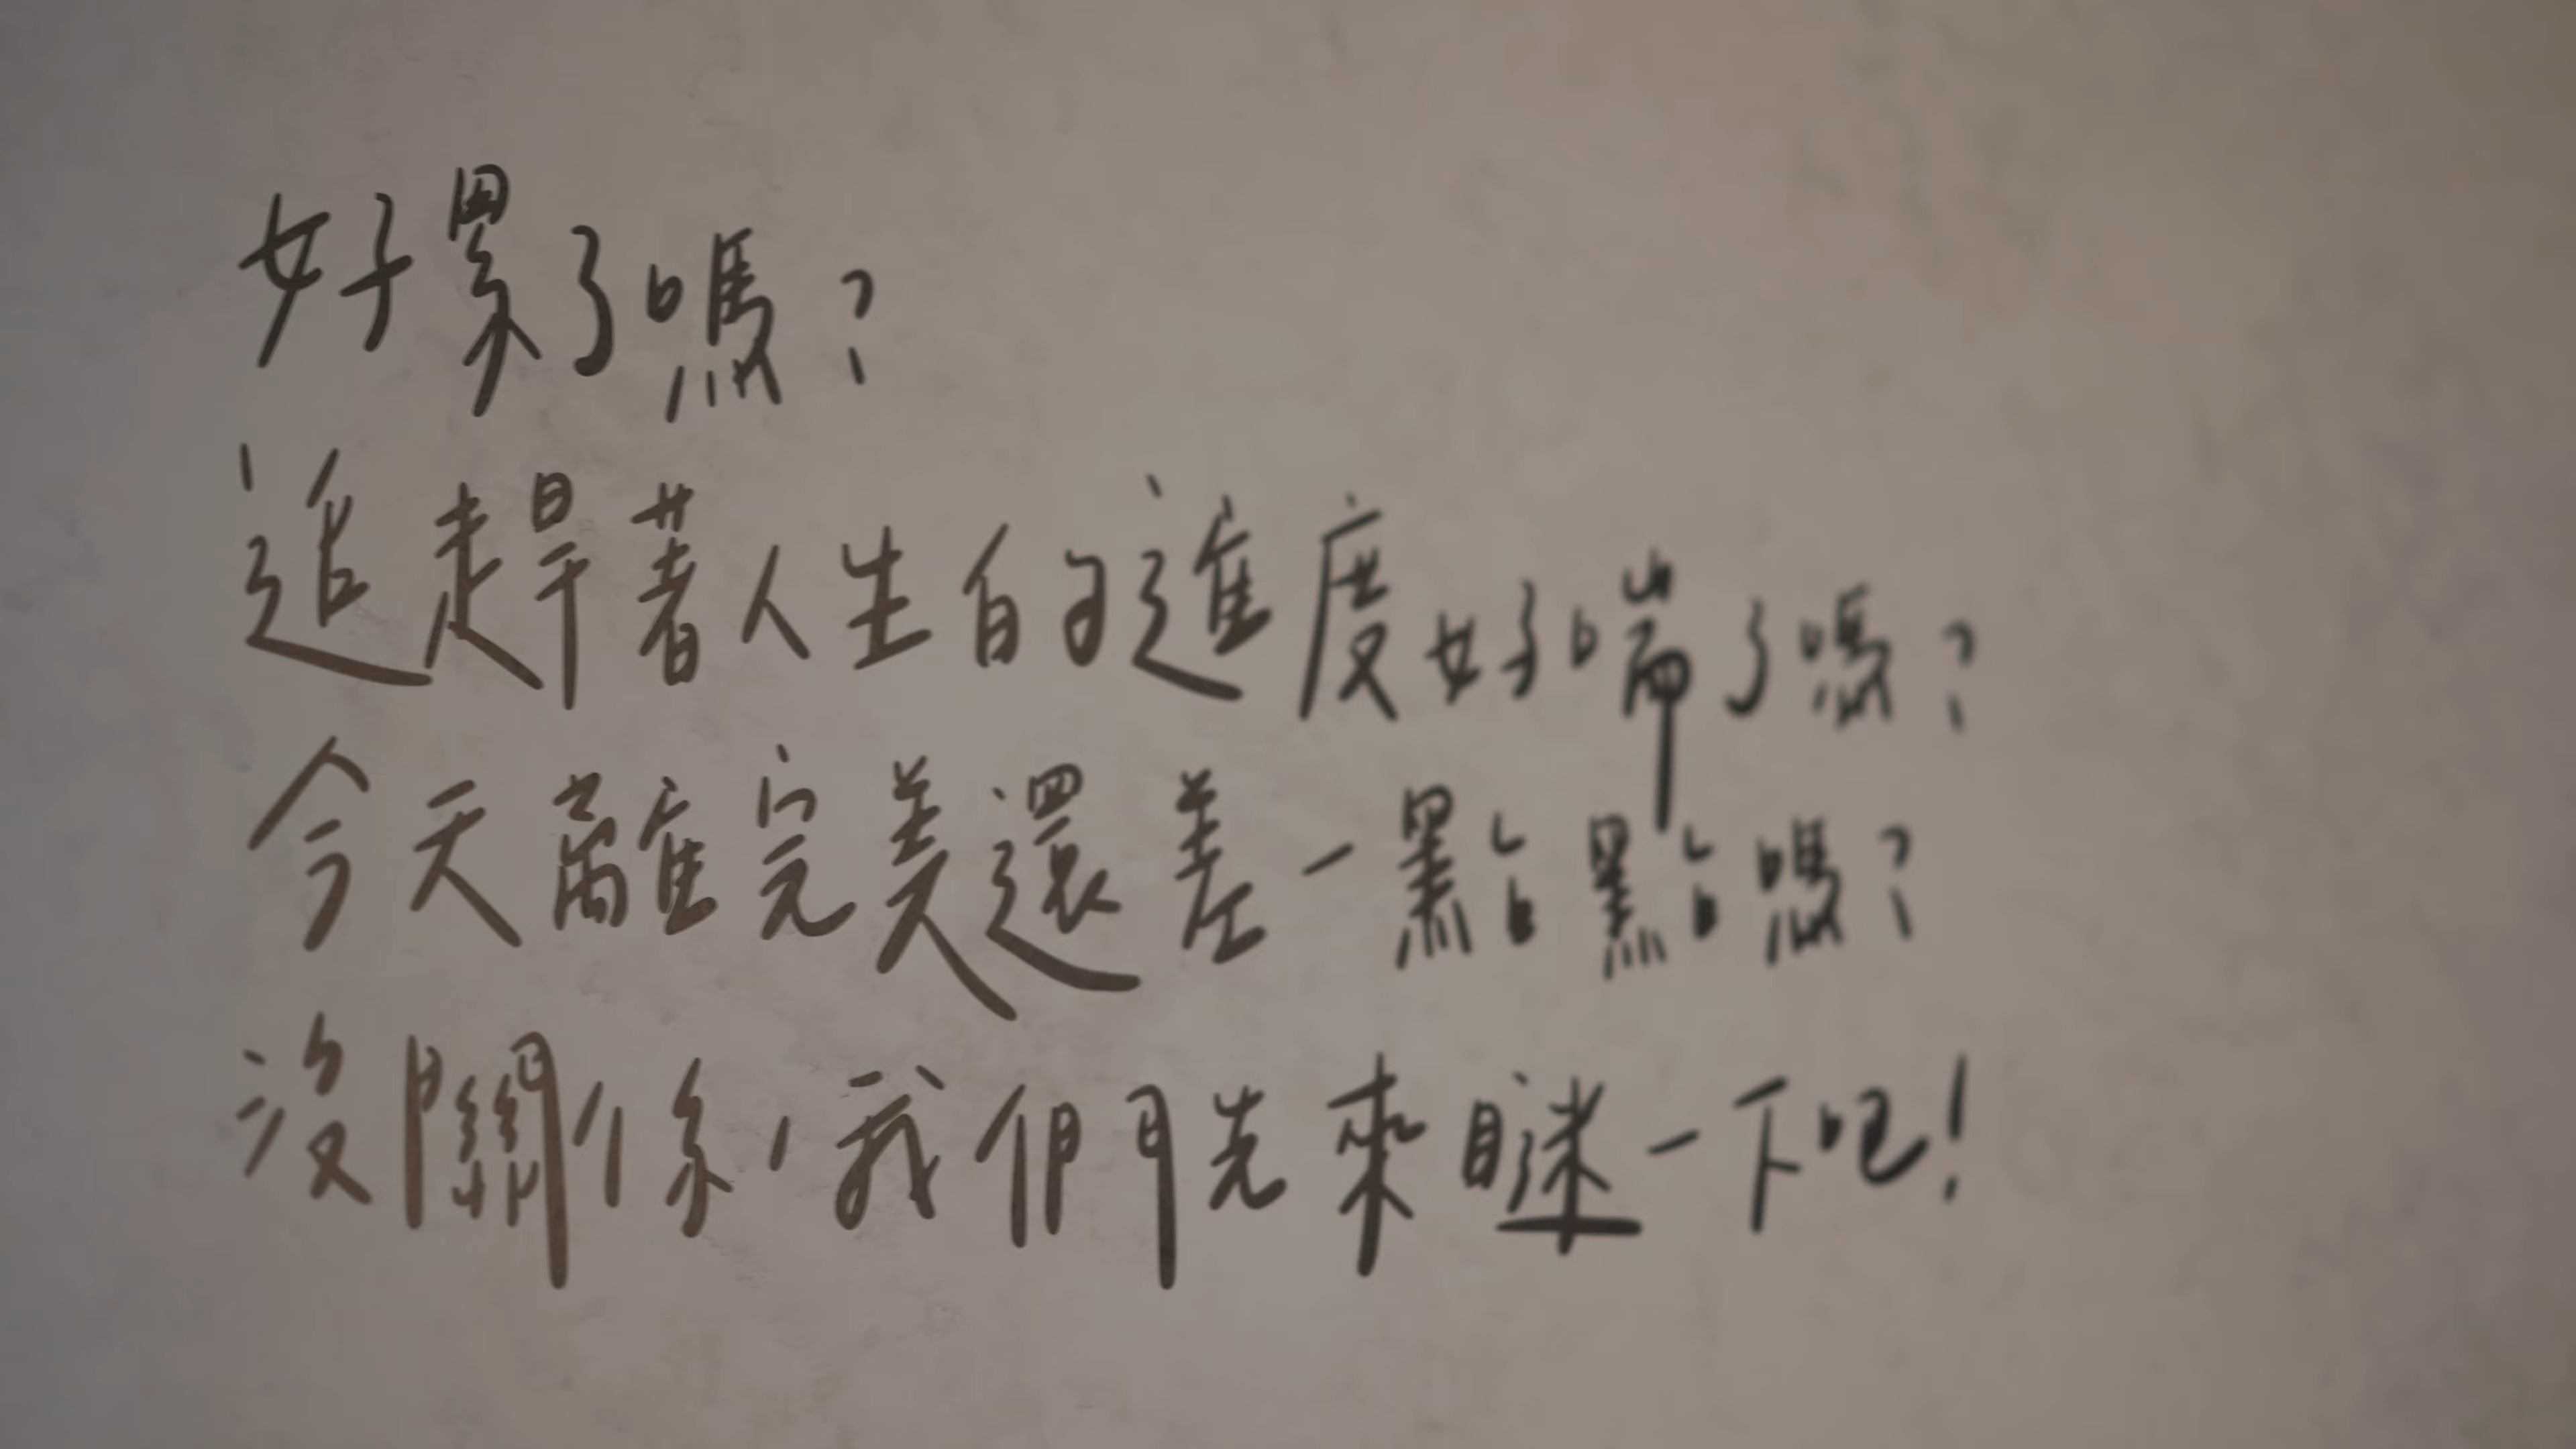 好累了嗎?
追趕著人生的進度好喘了嗎?
今天離完美還差一點點嗎?
沒關係,我們先來瞇一下吧!